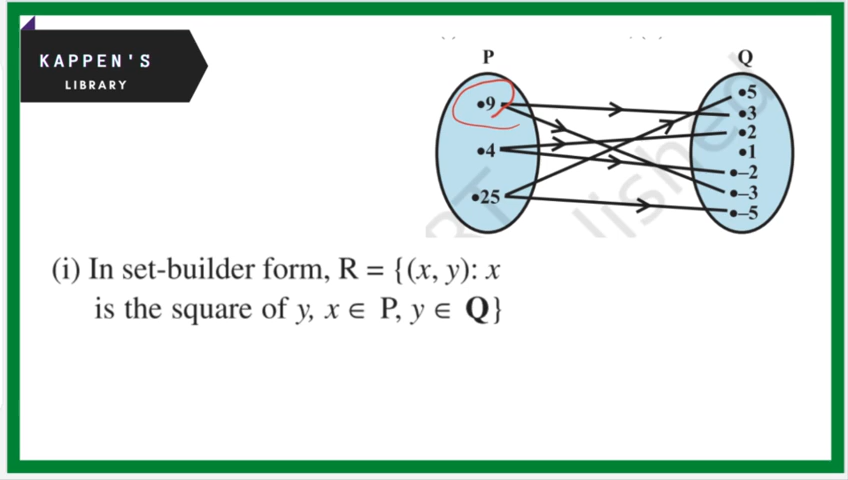 KAPPEN'S
LIBRARY
P
Q
•9
•4
•25
•5
•3
•2
•1
•–2
•–3
•–5
(i) In set-builder form, R = {(x, y): x
is the square of y, x ∈ P, y ∈ Q}